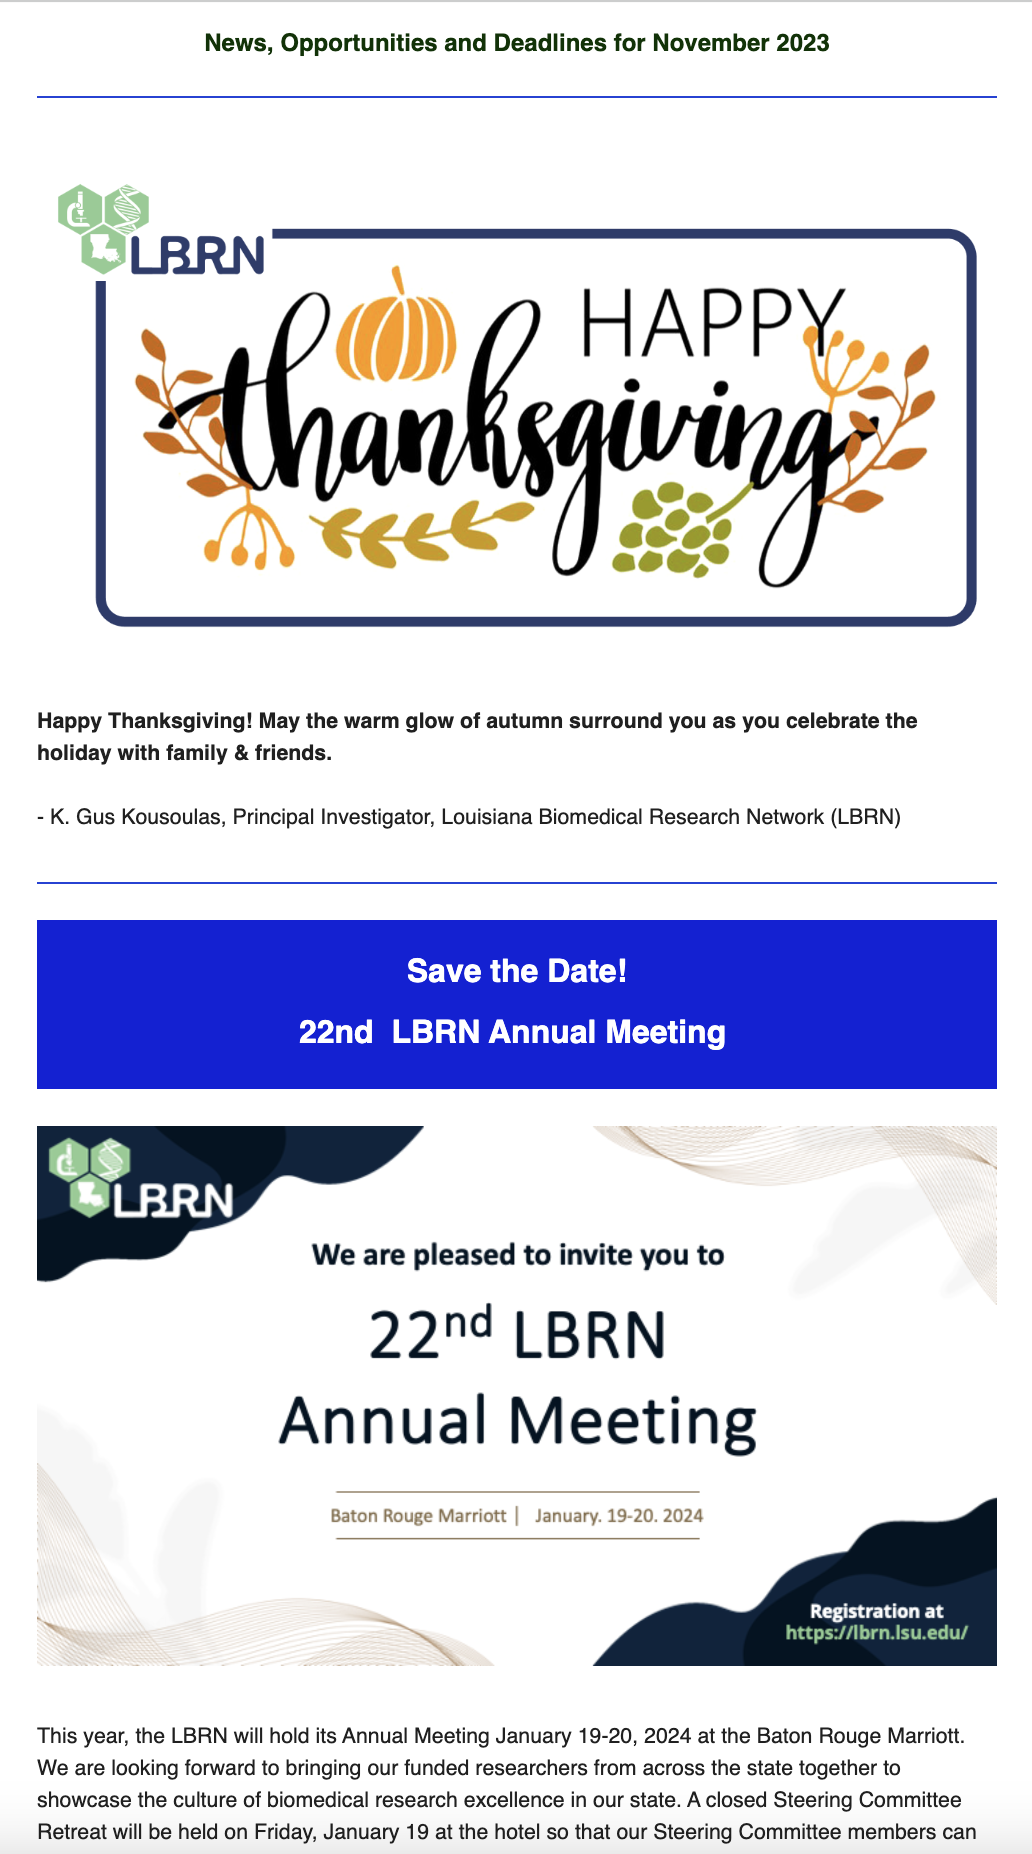 News, Opportunities and Deadlines for November 2023
LBRN
HAPPY
thanksgiving
Happy Thanksgiving! May the warm glow of autumn surround you as you celebrate the
holiday with family & friends.
- K. Gus Kousoulas, Principal Investigator, Louisiana Biomedical Research Network (LBRN)
Save the Date!
22nd  LBRN Annual Meeting
LBRN
We are pleased to invite you to
22nd LBRN
Annual Meeting
Baton Rouge Marriott | January. 19-20. 2024
Registration at
https://lbrn.lsu.edu/
This year, the LBRN will hold its Annual Meeting January 19-20, 2024 at the Baton Rouge Marriott.
We are looking forward to bringing our funded researchers from across the state together to
showcase the culture of biomedical research excellence in our state. A closed Steering Committee
Retreat will be held on Friday, January 19 at the hotel so that our Steering Committee members can